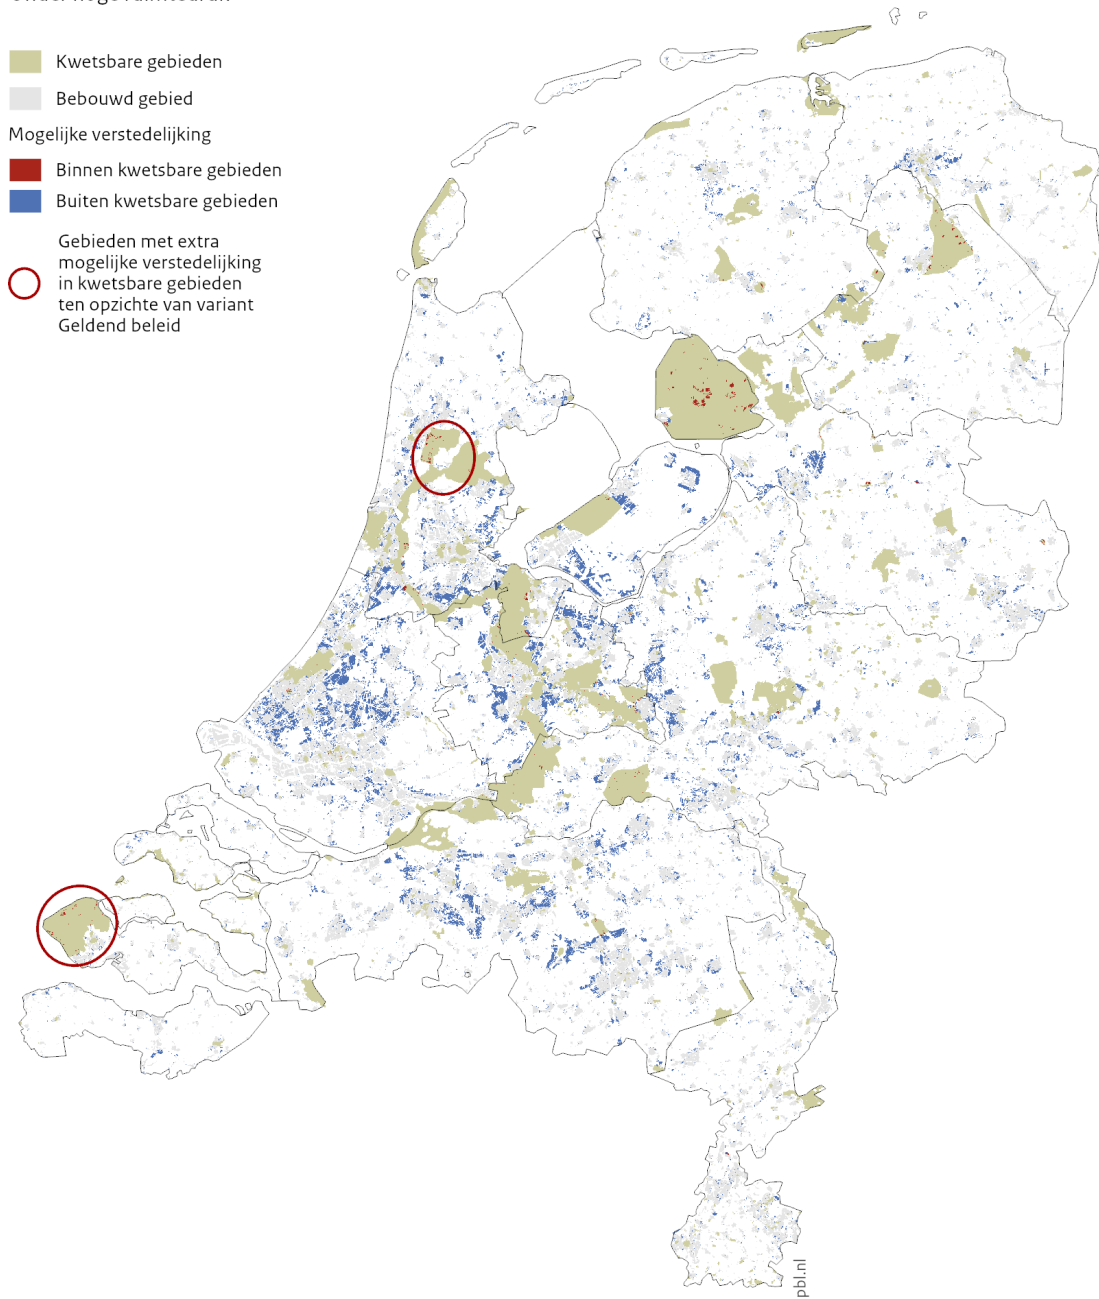 Kwetsbare gebieden
Bebouwd gebied
Mogelijke verstedelijking
Binnen kwetsbare gebieden
Buiten kwetsbare gebieden
Gebieden met extra
mogelijke verstedelijking
in kwetsbare gebieden
ten opzichte van variant
Geldend beleid
pbl.nl